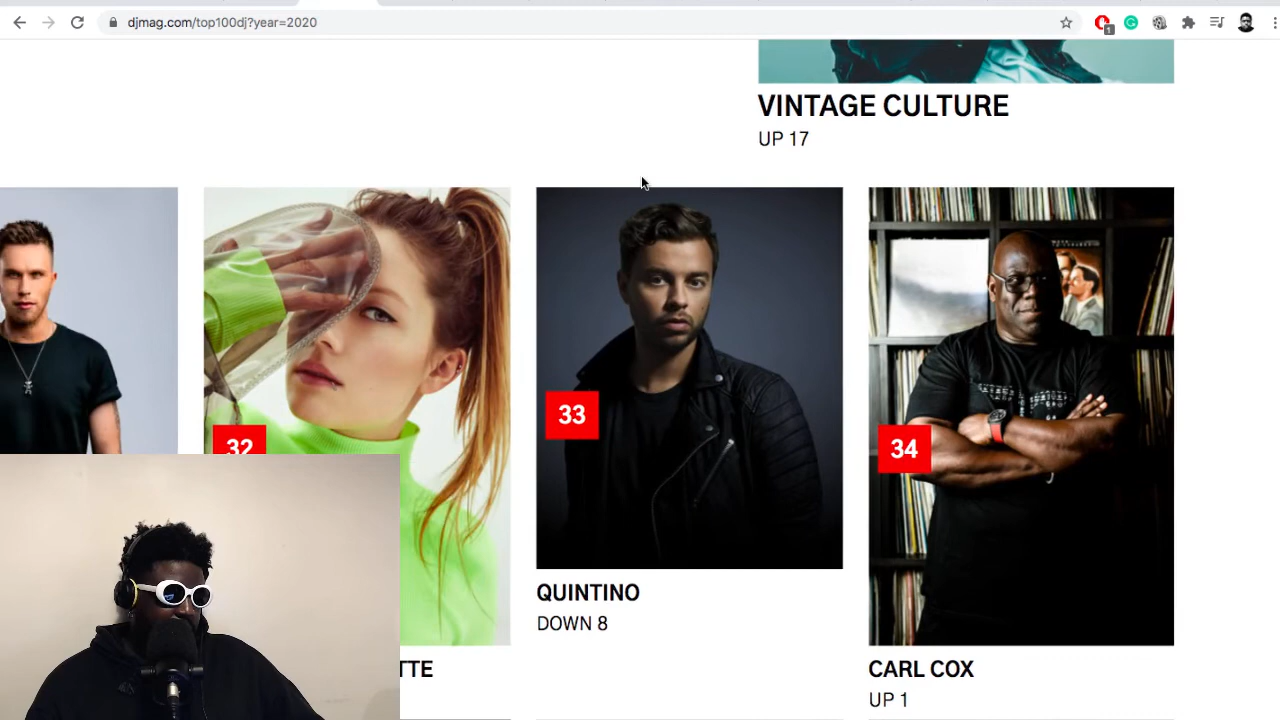 djmag.com/top100dj?year=2020
1
VINTAGE CULTURE
UP 17
32
33
34
QUINTINO
DOWN 8
TTE
CARL COX
UP 1